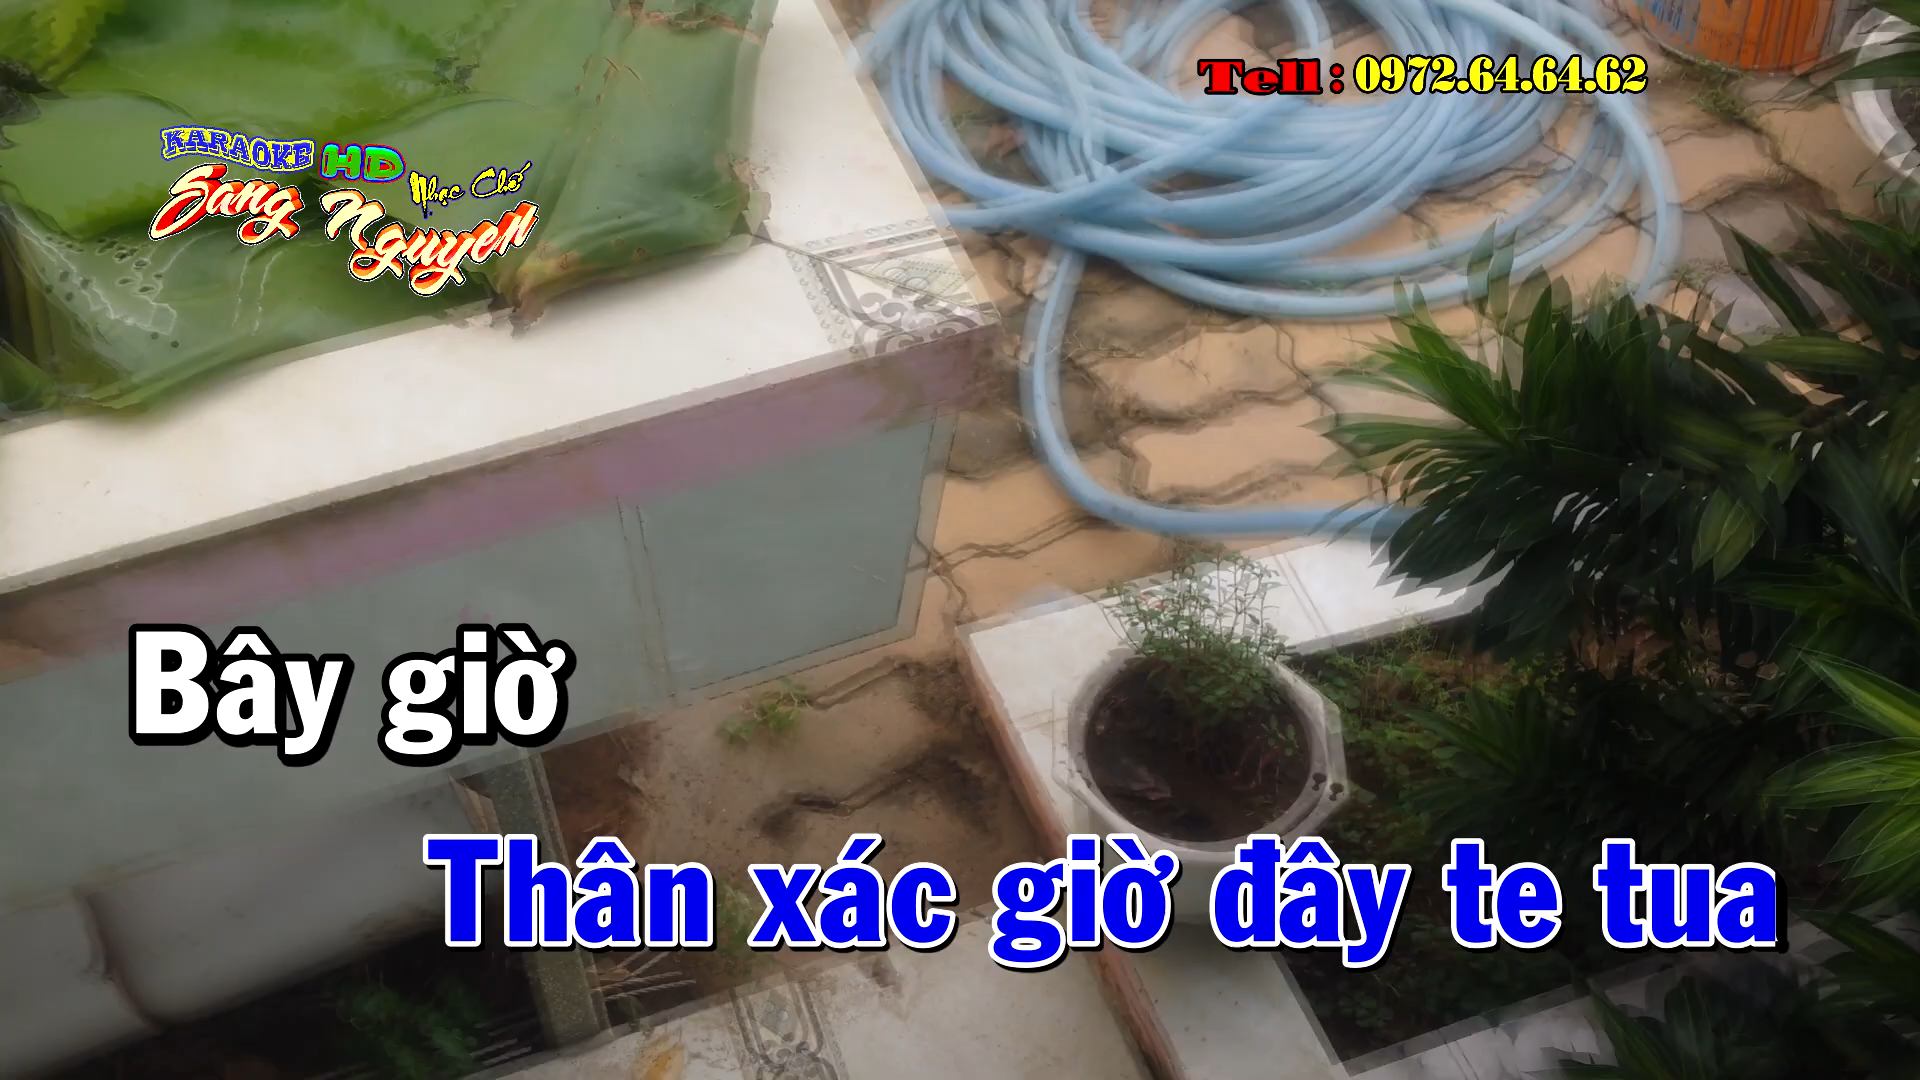 Tell : 0972.64.64.62
KARAOKE HD Nhạc Chế
Sang Nguyen
Bây giờ
Thân xác giờ đây te tua